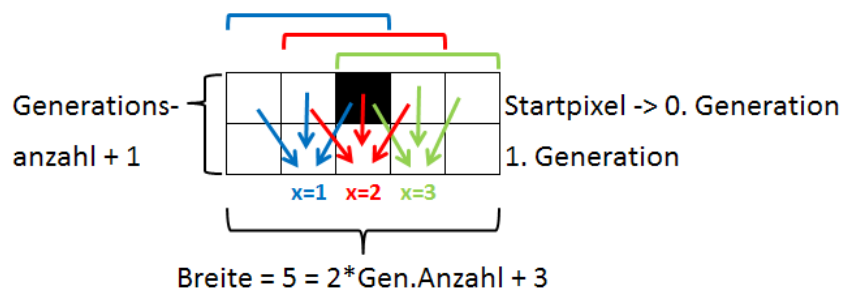 Generations-
anzahl + 1
Startpixel -> 0. Generation
1. Generation
x=1 x=2 x=3
Breite = 5 = 2*Gen.Anzahl + 3